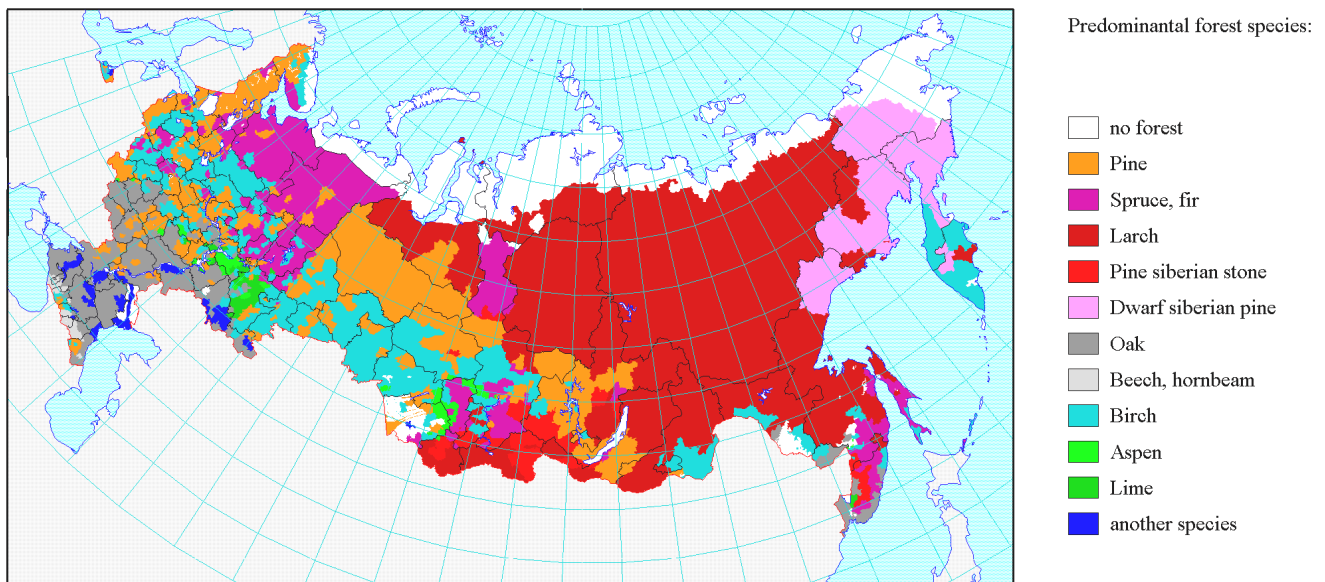 Predominantal forest species:
no forest
Pine
Spruce, fir
Larch
Pine siberian stone
Dwarf siberian pine
Oak
Beech, hornbeam
Birch
Aspen
Lime
another species